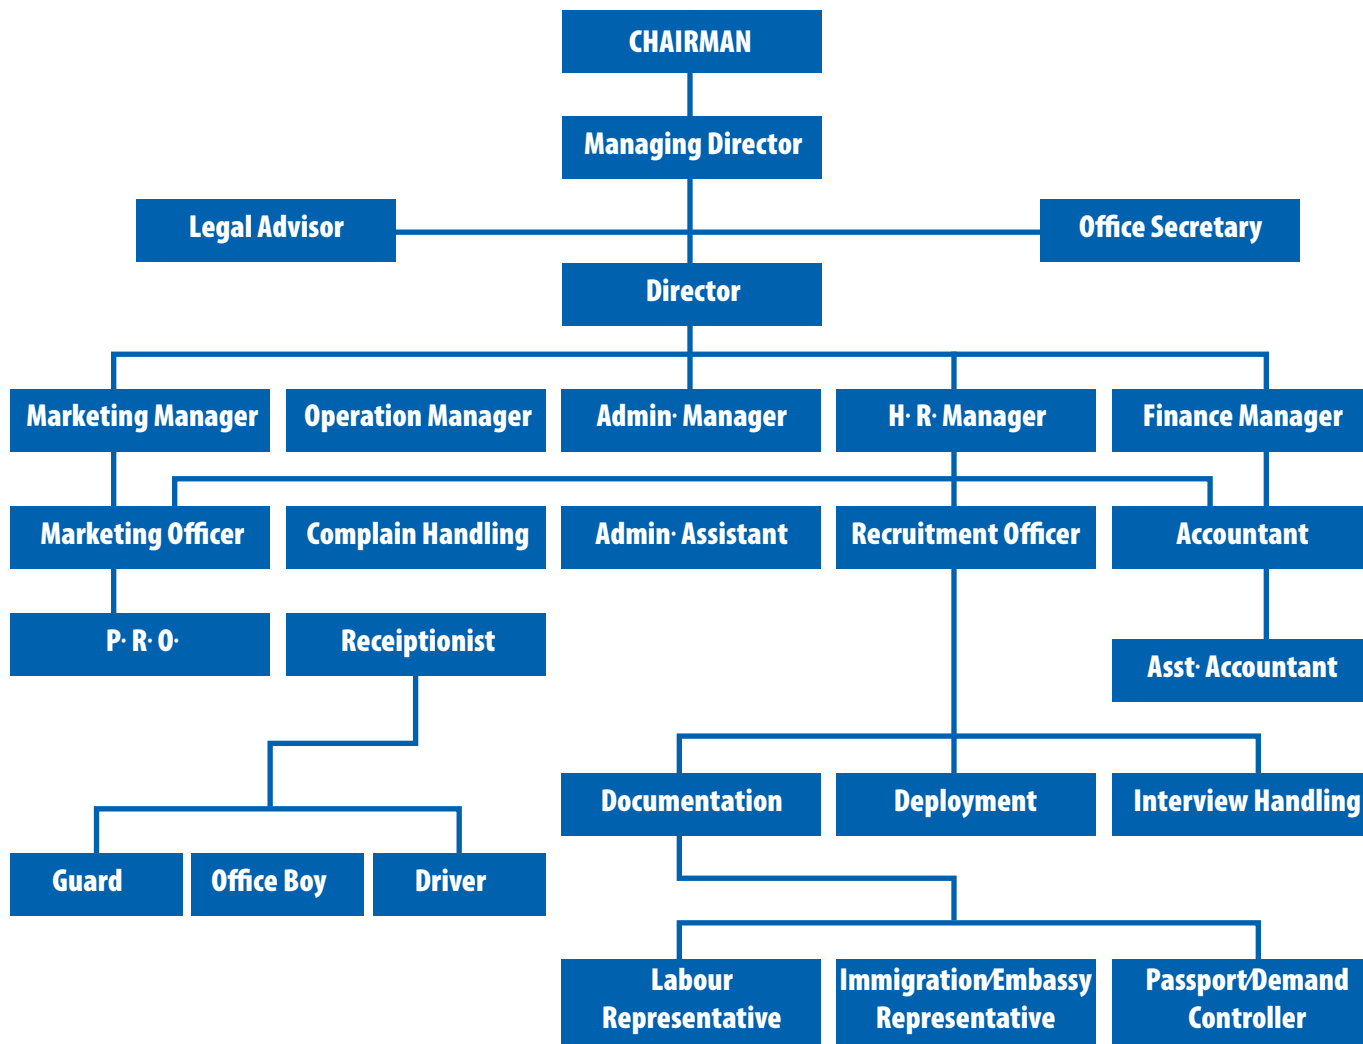 CHAIRMAN
Managing Director
Legal Advisor
Office Secretary
Director
Marketing Manager
Operation Manager
Admin· Manager
H· R· Manager
Finance Manager
Marketing Officer
Complain Handling
Admin· Assistant
Recruitment Officer
Accountant
P· R· O·
Receiptionist
Asst· Accountant
Documentation
Deployment
Interview Handling
Guard
Office Boy
Driver
Labour
Representative
Immigration/Embassy
Representative
Passport/Demand
Controller